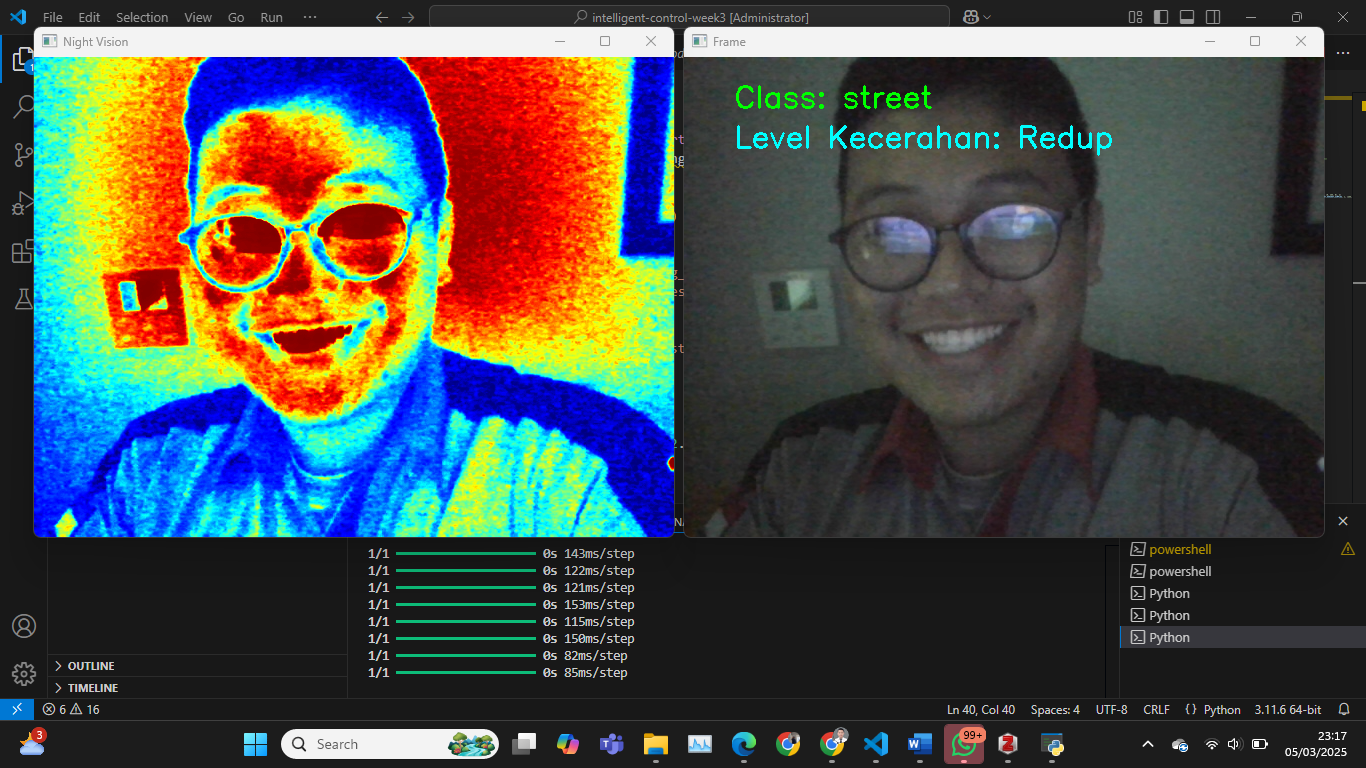 File Edit Selection View Go Run ···
intelligent-control-week3 [Administrator]
Night Vision
Frame
Class: street
Level Kecerahan: Redup
1/1 0s 143ms/step
1/1 0s 122ms/step
1/1 0s 121ms/step
1/1 0s 153ms/step
1/1 0s 115ms/step
1/1 0s 150ms/step
1/1 0s 82ms/step
1/1 0s 85ms/step
powershell
powershell
Python
Python
Python
OUTLINE
TIMELINE
6 16 Ln 40, Col 40 Spaces: 4 UTF-8 CRLF {} Python 3.11.6 64-bit
3 Search 99+ 23:17
05/03/2025